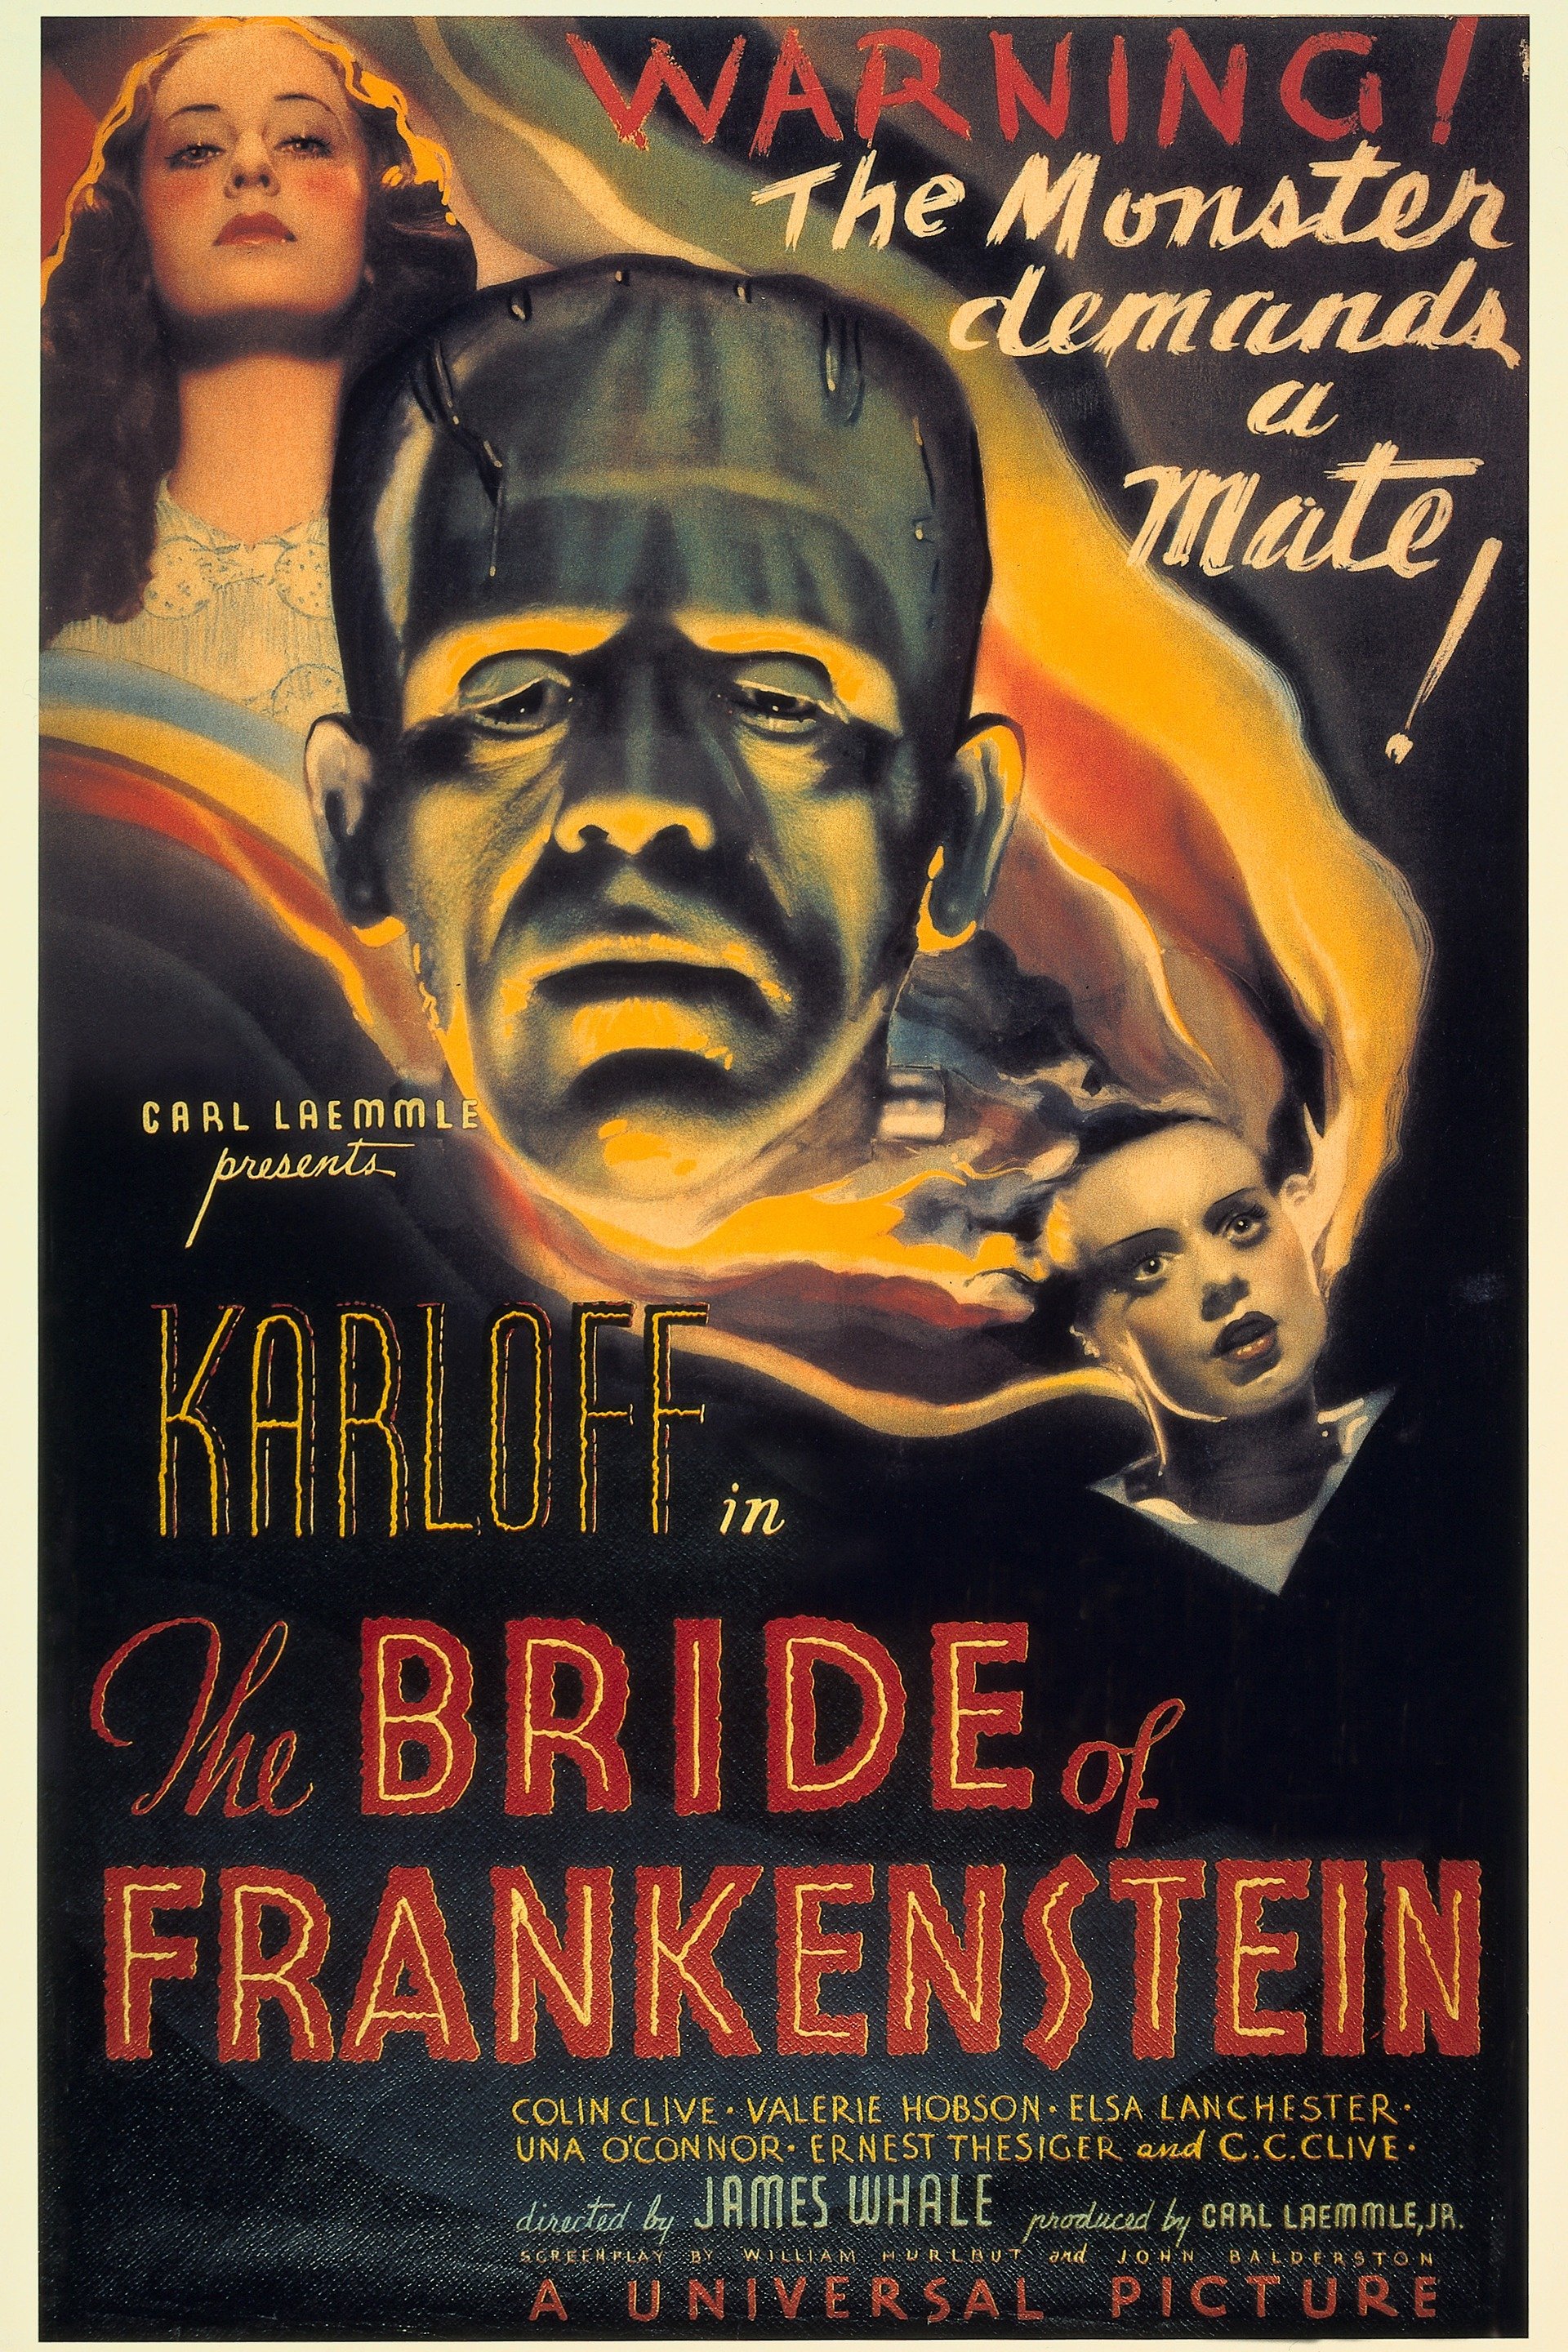 WARNING!
The Monster
demands
a
Mate!
CARL LAEMMLE
presents
KARLOFF in
The BRIDE of
FRANKENSTEIN
COLIN CLIVE · VALERIE HOBSON · ELSA LANCHESTER ·
UNA O'CONNOR · ERNEST THESIGER and C.C.CLIVE ·
directed by JAMES WHALE produced by CARL LAEMMLE, JR.
SCREENPLAY BY WILLIAM HURLBUT and JOHN BALDERSTON
A UNIVERSAL PICTURE